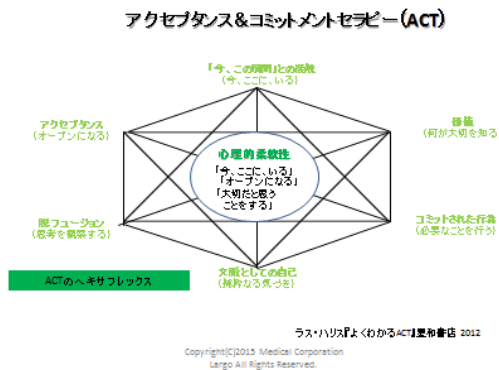 アクセプタンス＆コミットメントセラピー(ACT)
「今、この瞬間」との接触
(今、ここに、いる)
アクセプタンス
(オープンになる)
価値
(何が大切を知る
心理的柔軟性
「今、ここに、いる」
「オープンになる」
「大切だと思う
ことをする」
脱フュージョン
(思考を観察する)
コミットされた行為
(必要なことを行う)
文脈としての自己
(純粋なる気づき)
ACTのヘキサフレックス
ラス・ハリス『よくわかるACT』星和書店 2012
Copyright(C)2015 Medical Corporation
Largo All Rights Reserved.